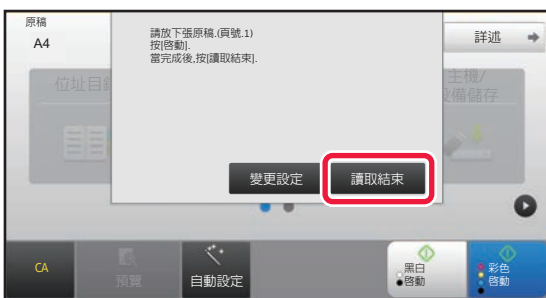 原稿
A4
請放下張原稿.(頁號.1)
按[啓動].
當完成後,按[讀取結束].
詳述
位址目錄
主機/
設備儲存
變更設定
讀取結束
CA
預覽
自動設定
黑白
啓動
彩色
啓動